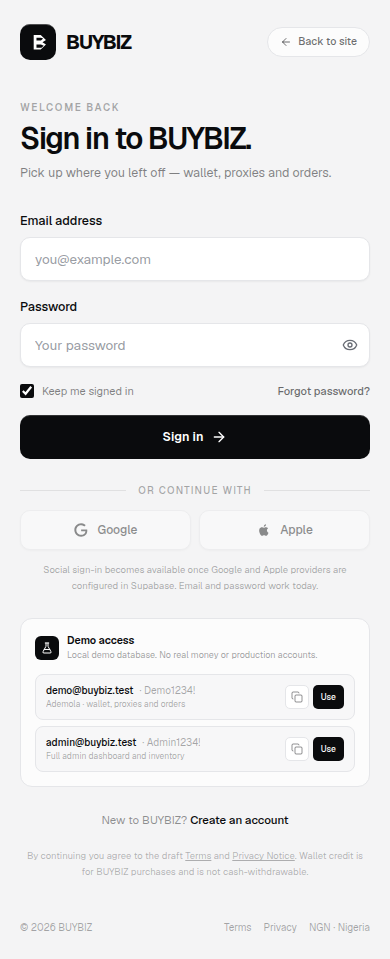 BUYBIZ
Back to site
WELCOME BACK
Sign in to BUYBIZ.
Pick up where you left off — wallet, proxies and orders.
Email address
you@example.com
Password
Your password
Keep me signed in
Forgot password?
Sign in
OR CONTINUE WITH
Google
Apple
Social sign-in becomes available once Google and Apple providers are
configured in Supabase. Email and password work today.
Demo access
Local demo database. No real money or production accounts.
demo@buybiz.test · Demo1234!
Ademola · wallet, proxies and orders
Use
admin@buybiz.test · Admin1234!
Full admin dashboard and inventory
Use
New to BUYBIZ? Create an account
By continuing you agree to the draft Terms and Privacy Notice. Wallet credit is
for BUYBIZ purchases and is not cash-withdrawable.
© 2026 BUYBIZ
Terms
Privacy
NGN · Nigeria